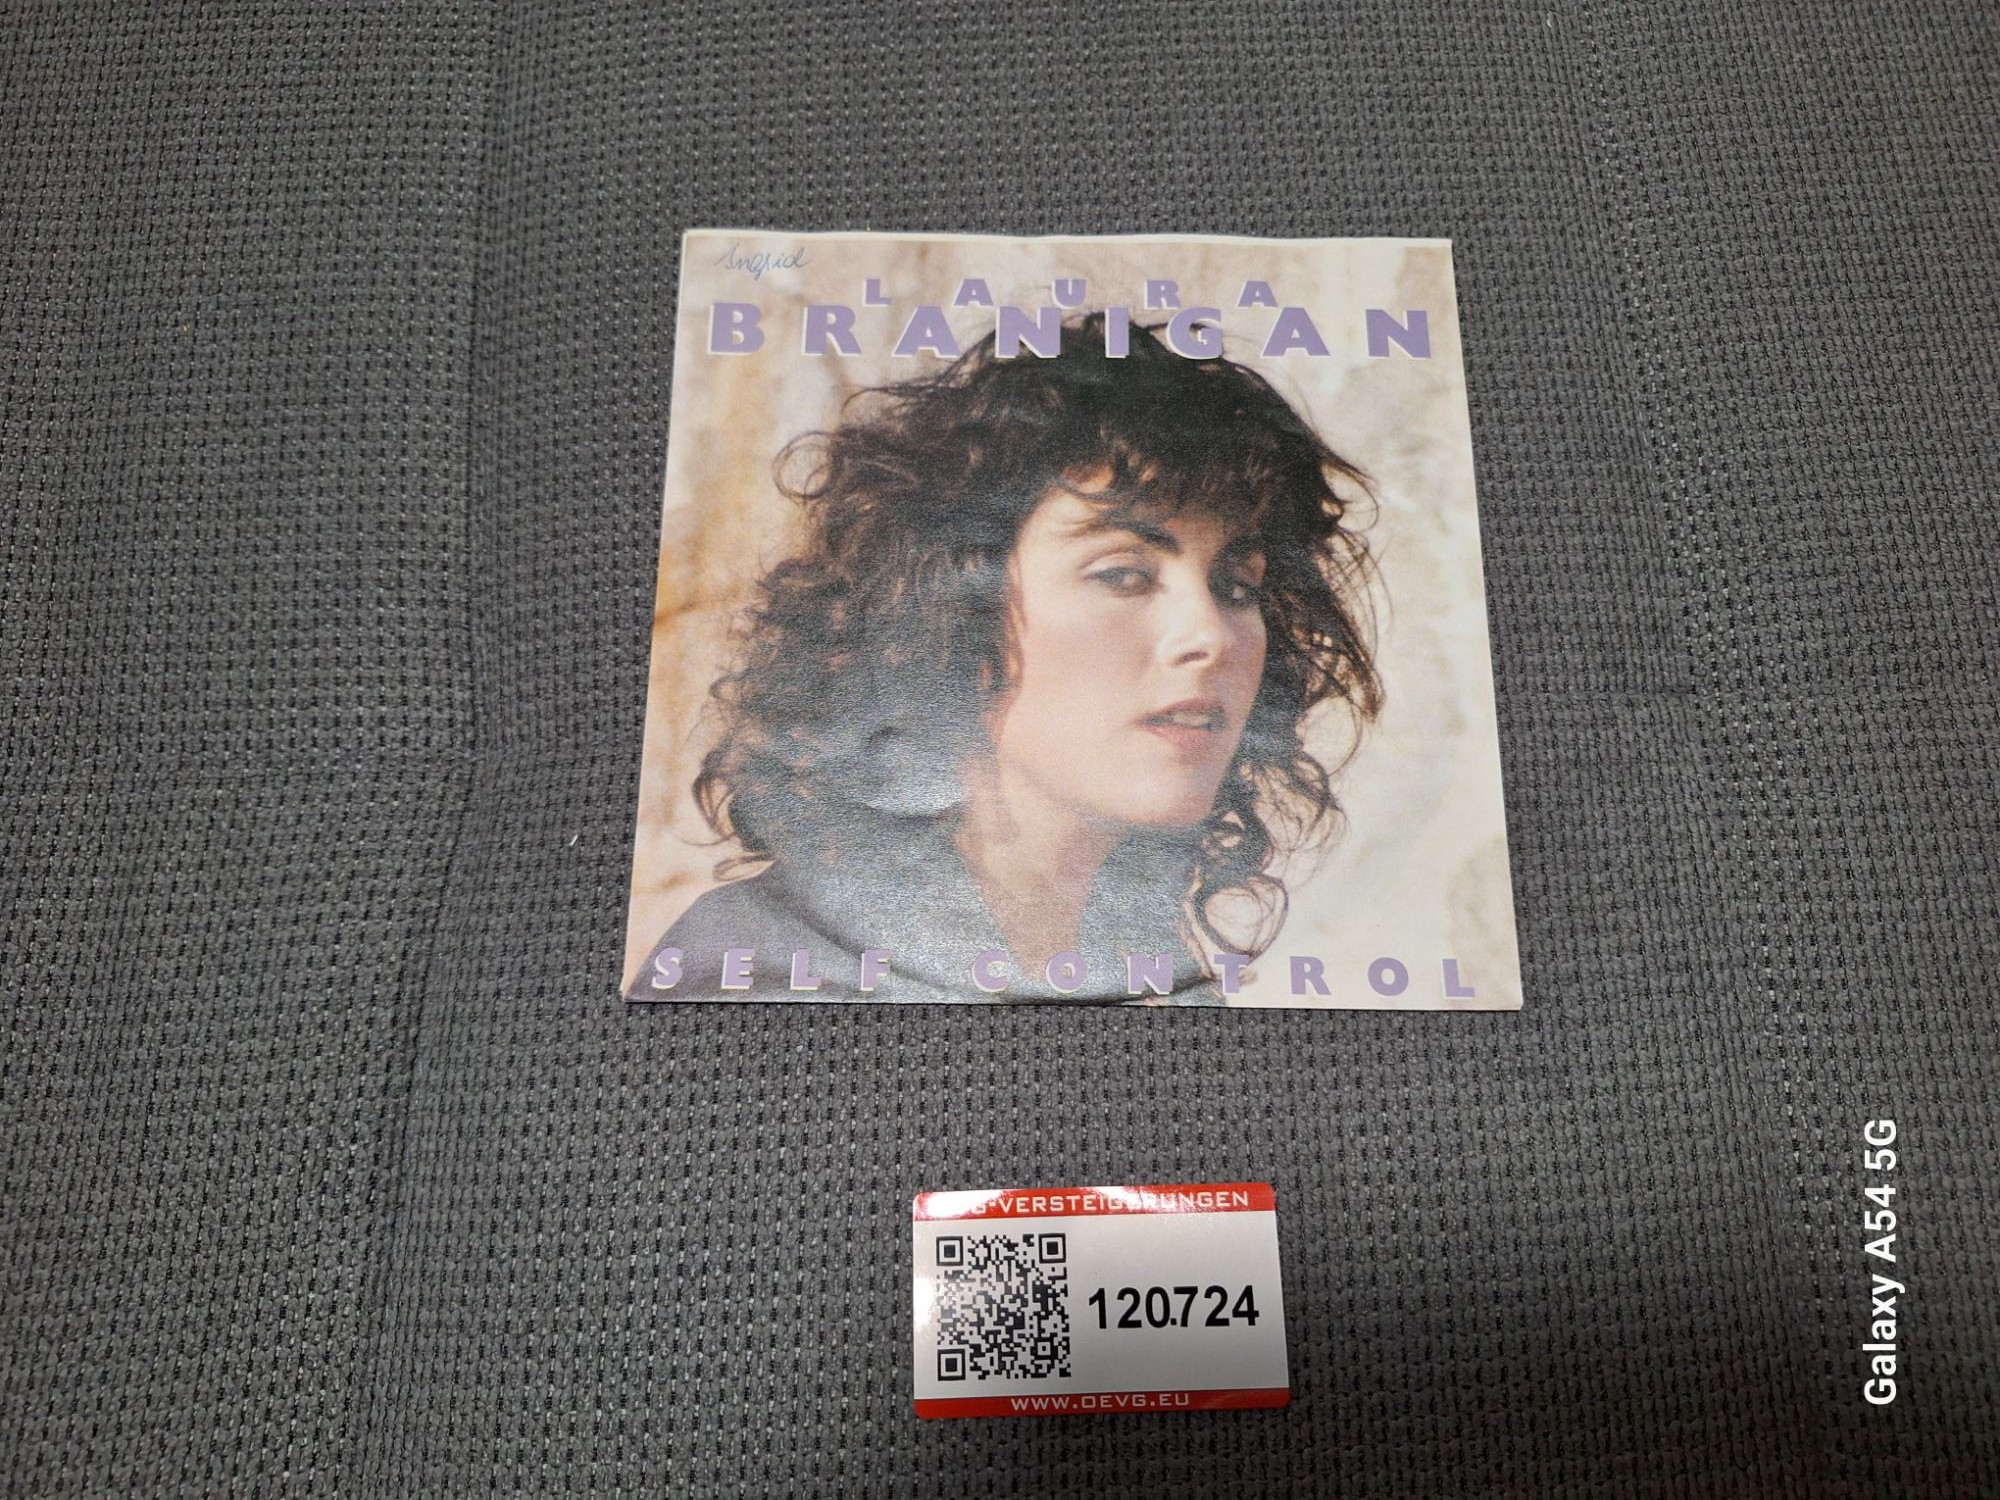 Ingrid
LAURA
BRANIGAN
SELF CONTROL
G-VERSTEIGERUNGEN
120.724
WWW.OEVG.EU
Galaxy A54 5G